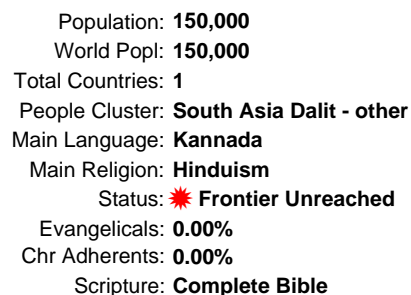 Population: 150,000
World Popl: 150,000
Total Countries: 1
People Cluster: South Asia Dalit - other
Main Language: Kannada
Main Religion: Hinduism
Status: Frontier Unreached
Evangelicals: 0.00%
Chr Adherents: 0.00%
Scripture: Complete Bible